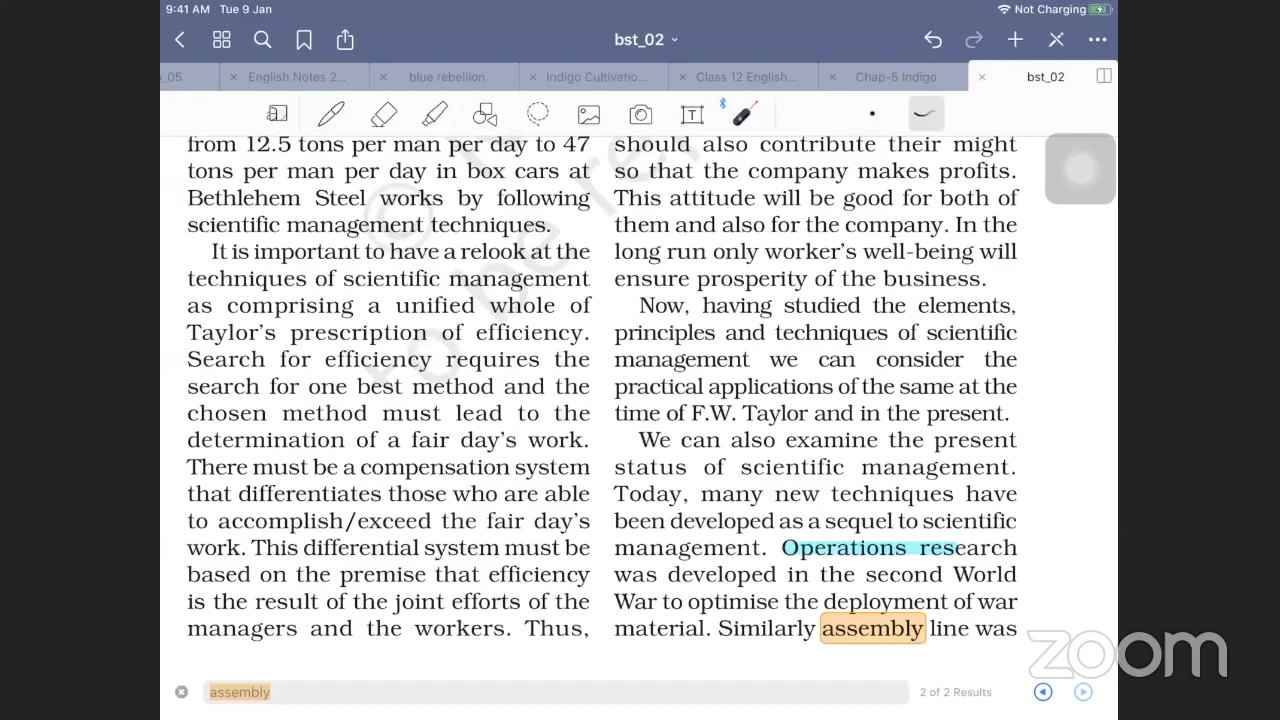 9:41 AM Tue 9 Jan
Not Charging
bst_02
_05
English Notes 2...
blue rebellion
Indigo Cultivatio...
Class 12 English...
Chap-5 Indigo
bst_02
from 12.5 tons per man per day to 47
tons per man per day in box cars at
Bethlehem Steel works by following
scientific management techniques.
It is important to have a relook at the
techniques of scientific management
as comprising a unified whole of
Taylor's prescription of efficiency.
Search for efficiency requires the
search for one best method and the
chosen method must lead to the
determination of a fair day's work.
There must be a compensation system
that differentiates those who are able
to accomplish/exceed the fair day's
work. This differential system must be
based on the premise that efficiency
is the result of the joint efforts of the
managers and the workers. Thus,
should also contribute their might
so that the company makes profits.
This attitude will be good for both of
them and also for the company. In the
long run only worker's well-being will
ensure prosperity of the business.
Now, having studied the elements,
principles and techniques of scientific
management we can consider the
practical applications of the same at the
time of F.W. Taylor and in the present.
We can also examine the present
status of scientific management.
Today, many new techniques have
been developed as a sequel to scientific
management. Operations research
was developed in the second World
War to optimise the deployment of war
material. Similarly assembly line was
to be re
zoom
assembly
2 of 2 Results